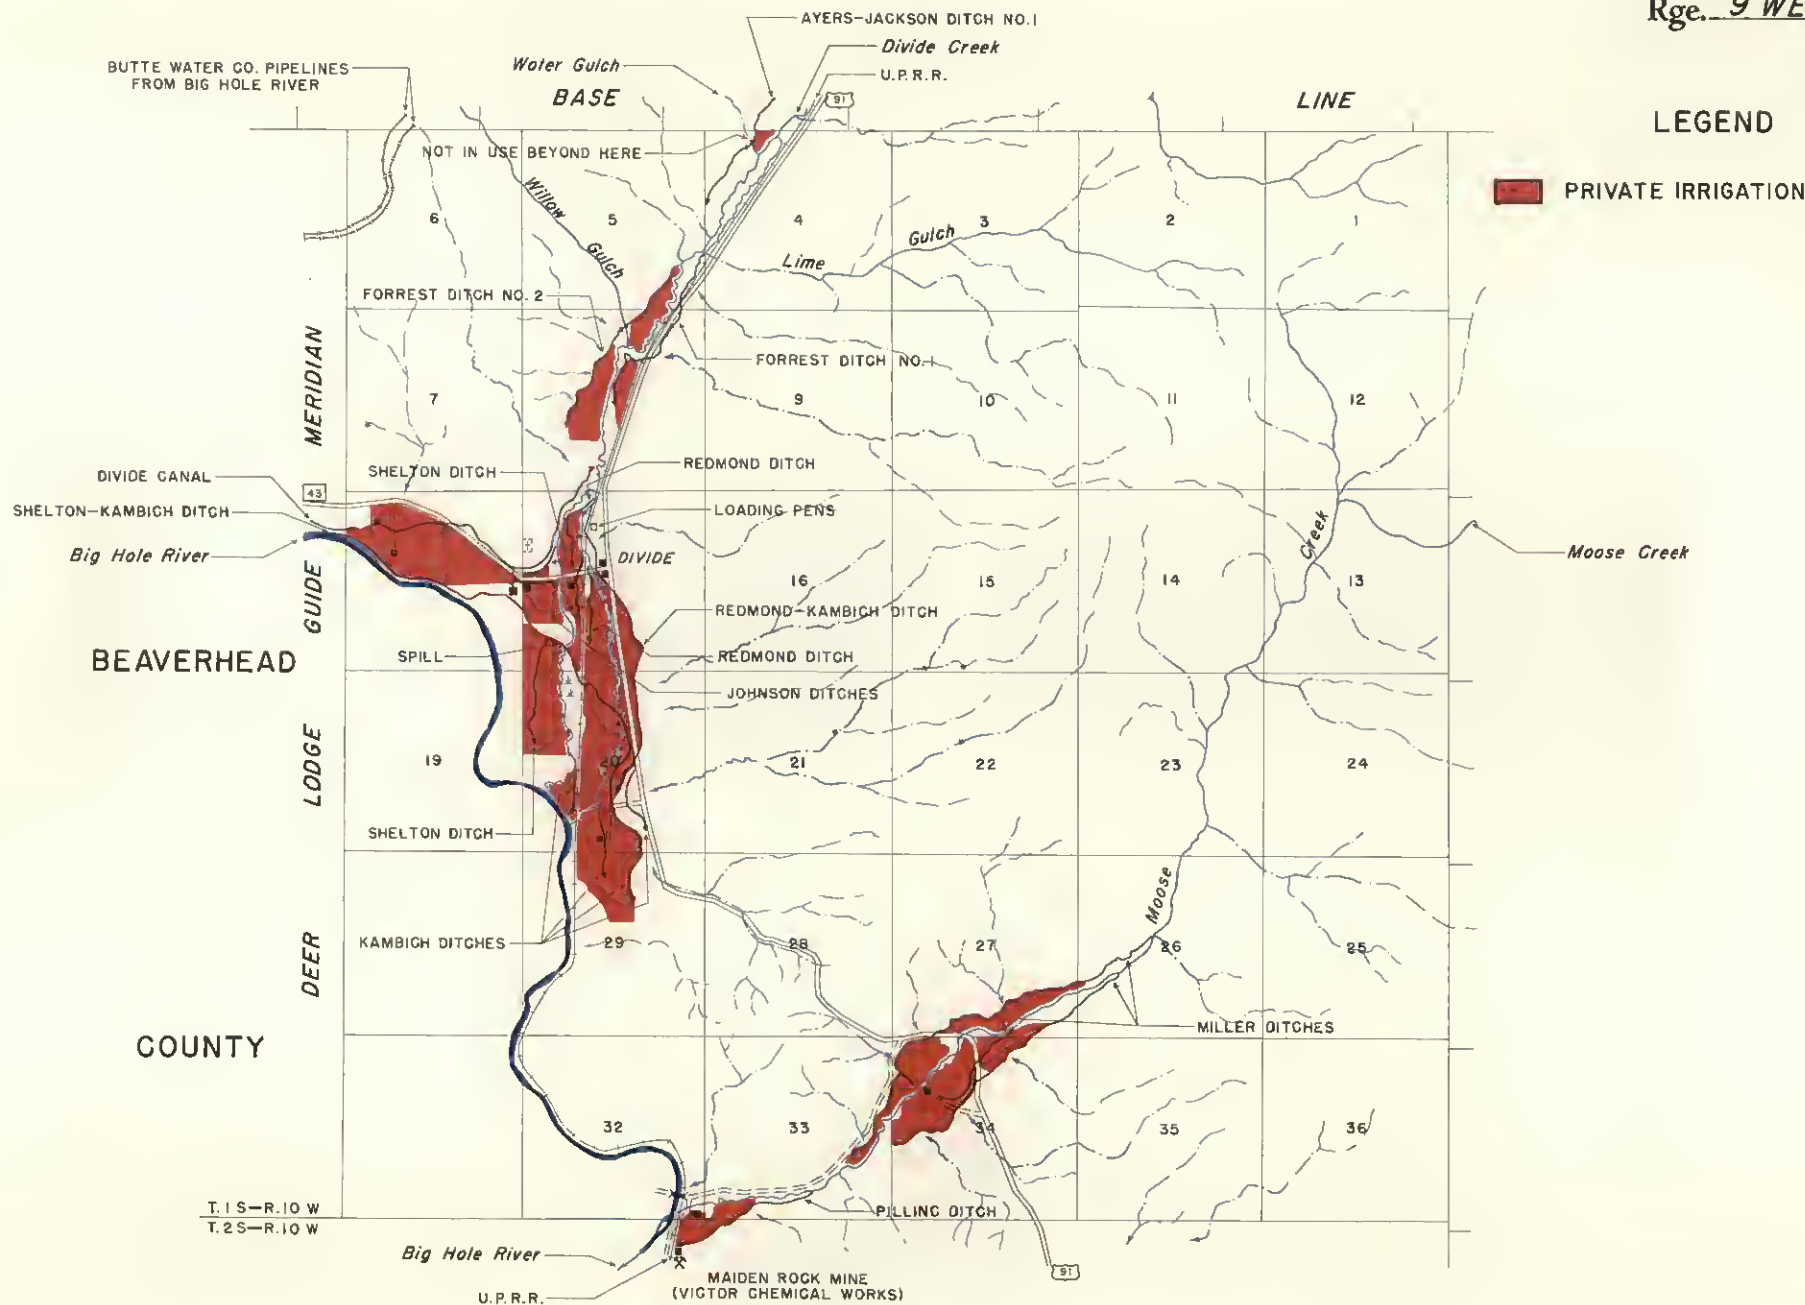 Rge. 9 WE
AYERS-JACKSON DITCH NO. 1
Divide Creek
Water Gulch
U.P.R.R.
BUTTE WATER CO. PIPELINES
FROM BIG HOLE RIVER
BASE
91
LINE
LEGEND
NOT IN USE BEYOND HERE
PRIVATE IRRIGATION
Willow
Gulch
6
5
4
3
2
1
Lime
Gulch
FORREST DITCH NO. 2
FORREST DITCH NO. 1
MERIDIAN
7
9
10
11
12
SHELTON DITCH
REDMOND DITCH
DIVIDE CANAL
43
SHELTON-KAMBICH DITCH
LOADING PENS
Big Hole River
DIVIDE
Creek
Moose Creek
16
15
14
13
GUIDE
REDMOND-KAMBICH DITCH
BEAVERHEAD
SPILL
REDMOND DITCH
JOHNSON DITCHES
LODGE
19
20
21
22
23
24
SHELTON DITCH
Moose
DEER
KAMBICH DITCHES
29
28
27
26
25
MILLER DITCHES
COUNTY
32
33
34
35
36
T. 1 S-R. 10 W
T. 2 S-R. 10 W
PILLING DITCH
Big Hole River
91
MAIDEN ROCK MINE
(VICTOR CHEMICAL WORKS)
U.P.R.R.